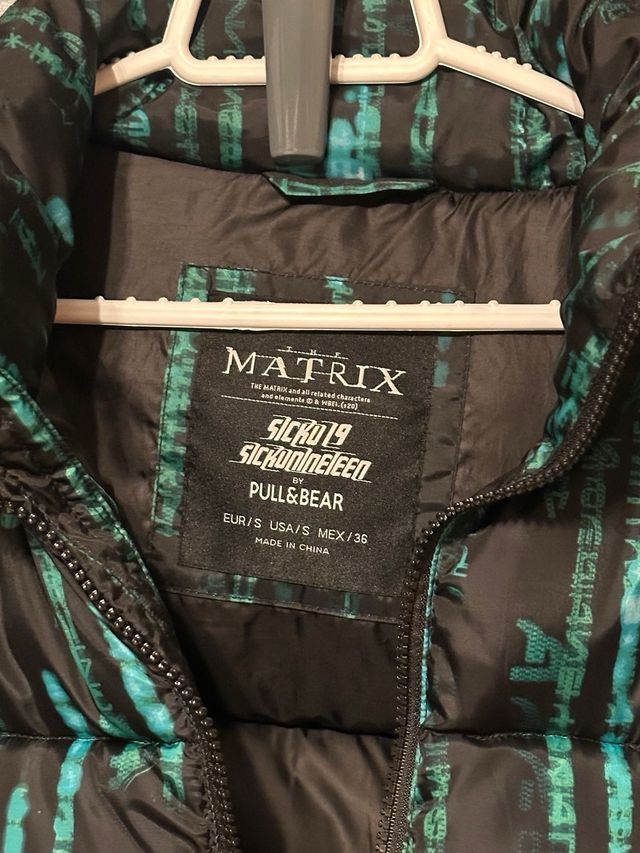 THE
MATRIX
THE MATRIX and all related characters
and elements © & WBEI. (s20)
SICKO19
SICKONINETEEN
BY
PULL&BEAR
EUR/S USA/S MEX/36
MADE IN CHINA